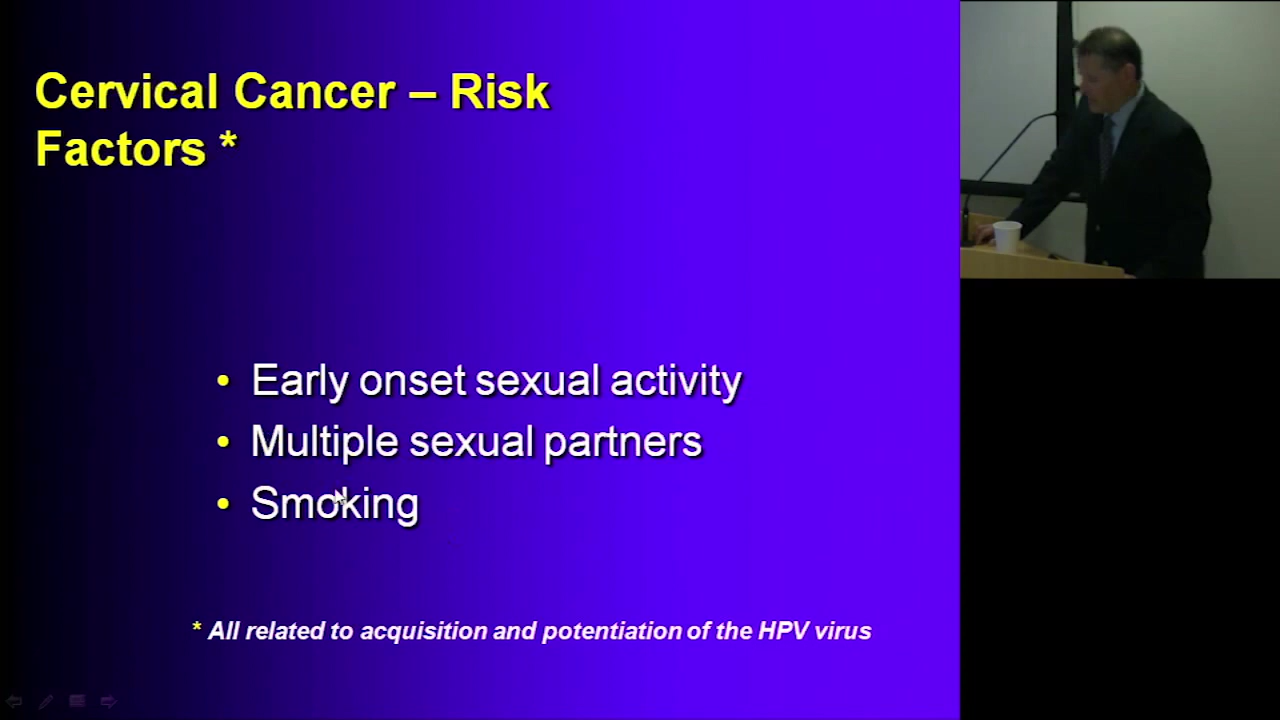 Cervical Cancer – Risk
Factors *
• Early onset sexual activity
• Multiple sexual partners
• Smoking
* All related to acquisition and potentiation of the HPV virus